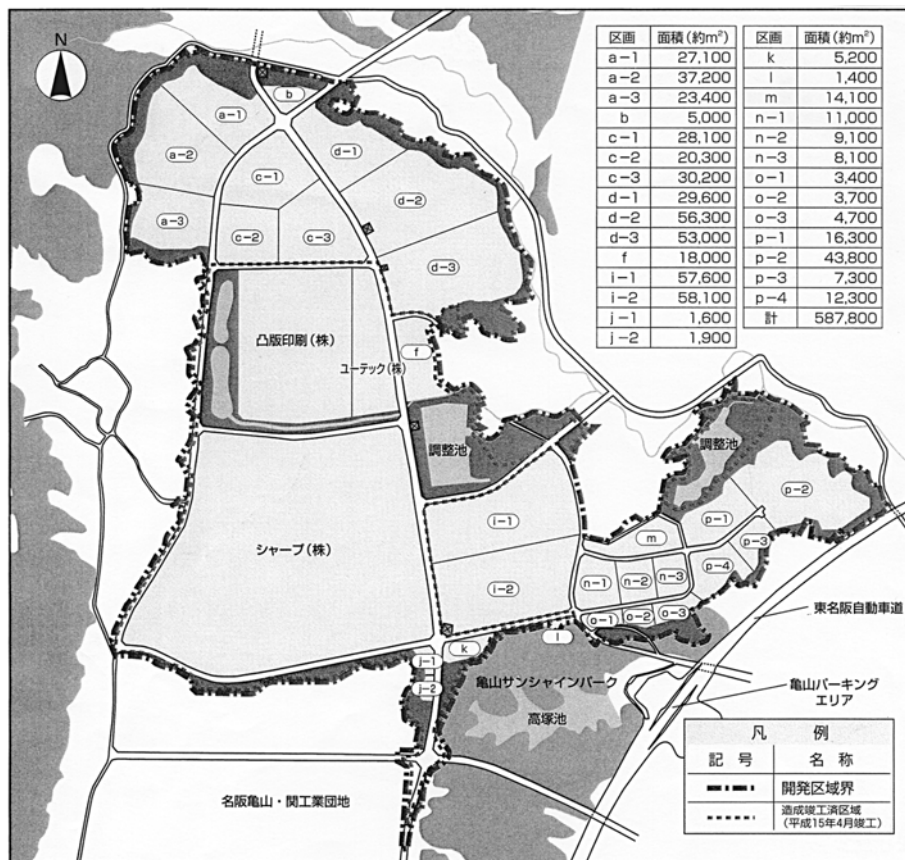 N
区画 面積(約m²) 区画 面積(約m²)
a-1 27,100 k 5,200
a-2 37,200 l 1,400
a-3 23,400 m 14,100
b 5,000 n-1 11,000
c-1 28,100 n-2 9,100
c-2 20,300 n-3 8,100
c-3 30,200 o-1 3,400
d-1 29,600 o-2 3,700
d-2 56,300 o-3 4,700
d-3 53,000 p-1 16,300
f 18,000 p-2 43,800
i-1 57,600 p-3 7,300
i-2 58,100 p-4 12,300
j-1 1,600 計 587,800
j-2 1,900
b
a-1
a-2
d-1
c-1
d-2
a-3
c-2
c-3
d-3
凸版印刷(株)
ユーテック(株)
f
調整池
調整池
p-2
i-1
p-1
m
p-3
シャープ(株)
p-4
i-2
n-1
n-2
n-3
o-1
o-2
o-3
東名阪自動車道
l
k
j-1
j-2
亀山サンシャインパーク
高塚池
亀山パーキング
エリア
名阪亀山・関工業団地
凡 例
記 号 名 称
開発区域界
造成竣工済区域
(平成15年4月竣工)